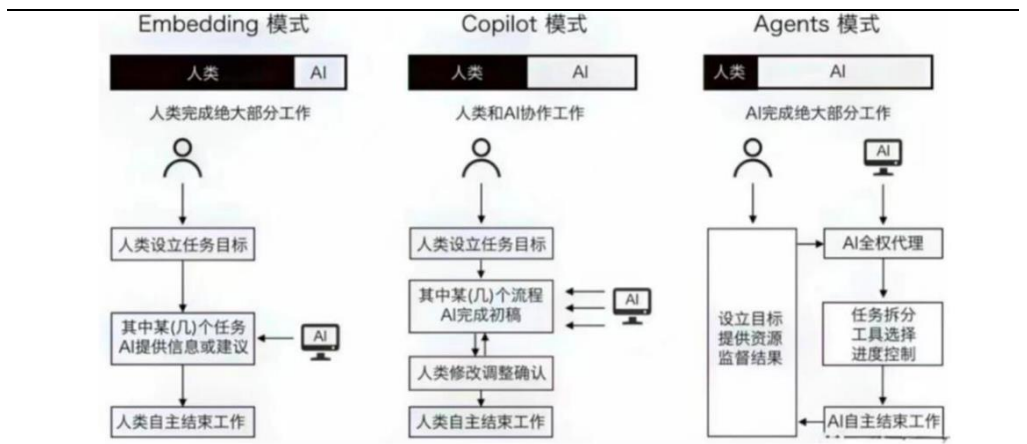 Embedding 模式
人类
AI
人类完成绝大部分工作
人类设立任务目标
其中某(几)个任务
AI提供信息或建议
AI
人类自主结束工作
Copilot 模式
人类
AI
人类和AI协作工作
人类设立任务目标
其中某(几)个流程
AI完成初稿
AI
人类修改调整确认
人类自主结束工作
Agents 模式
人类
AI
AI完成绝大部分工作
AI
设立目标
提供资源
监督结果
AI全权代理
任务拆分
工具选择
进度控制
AI自主结束工作